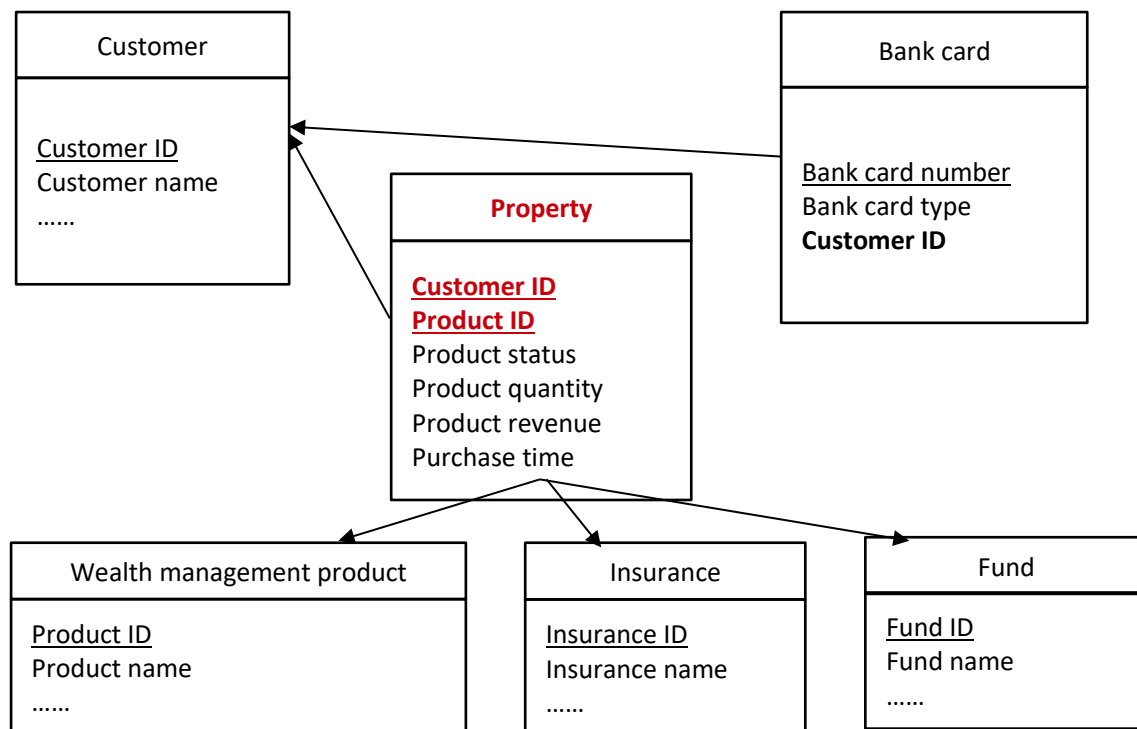 Customer
Customer ID
Customer name
......
Bank card
Bank card number
Bank card type
Customer ID
Property
Customer ID
Product ID
Product status
Product quantity
Product revenue
Purchase time
Wealth management product
Product ID
Product name
......
Insurance
Insurance ID
Insurance name
......
Fund
Fund ID
Fund name
......